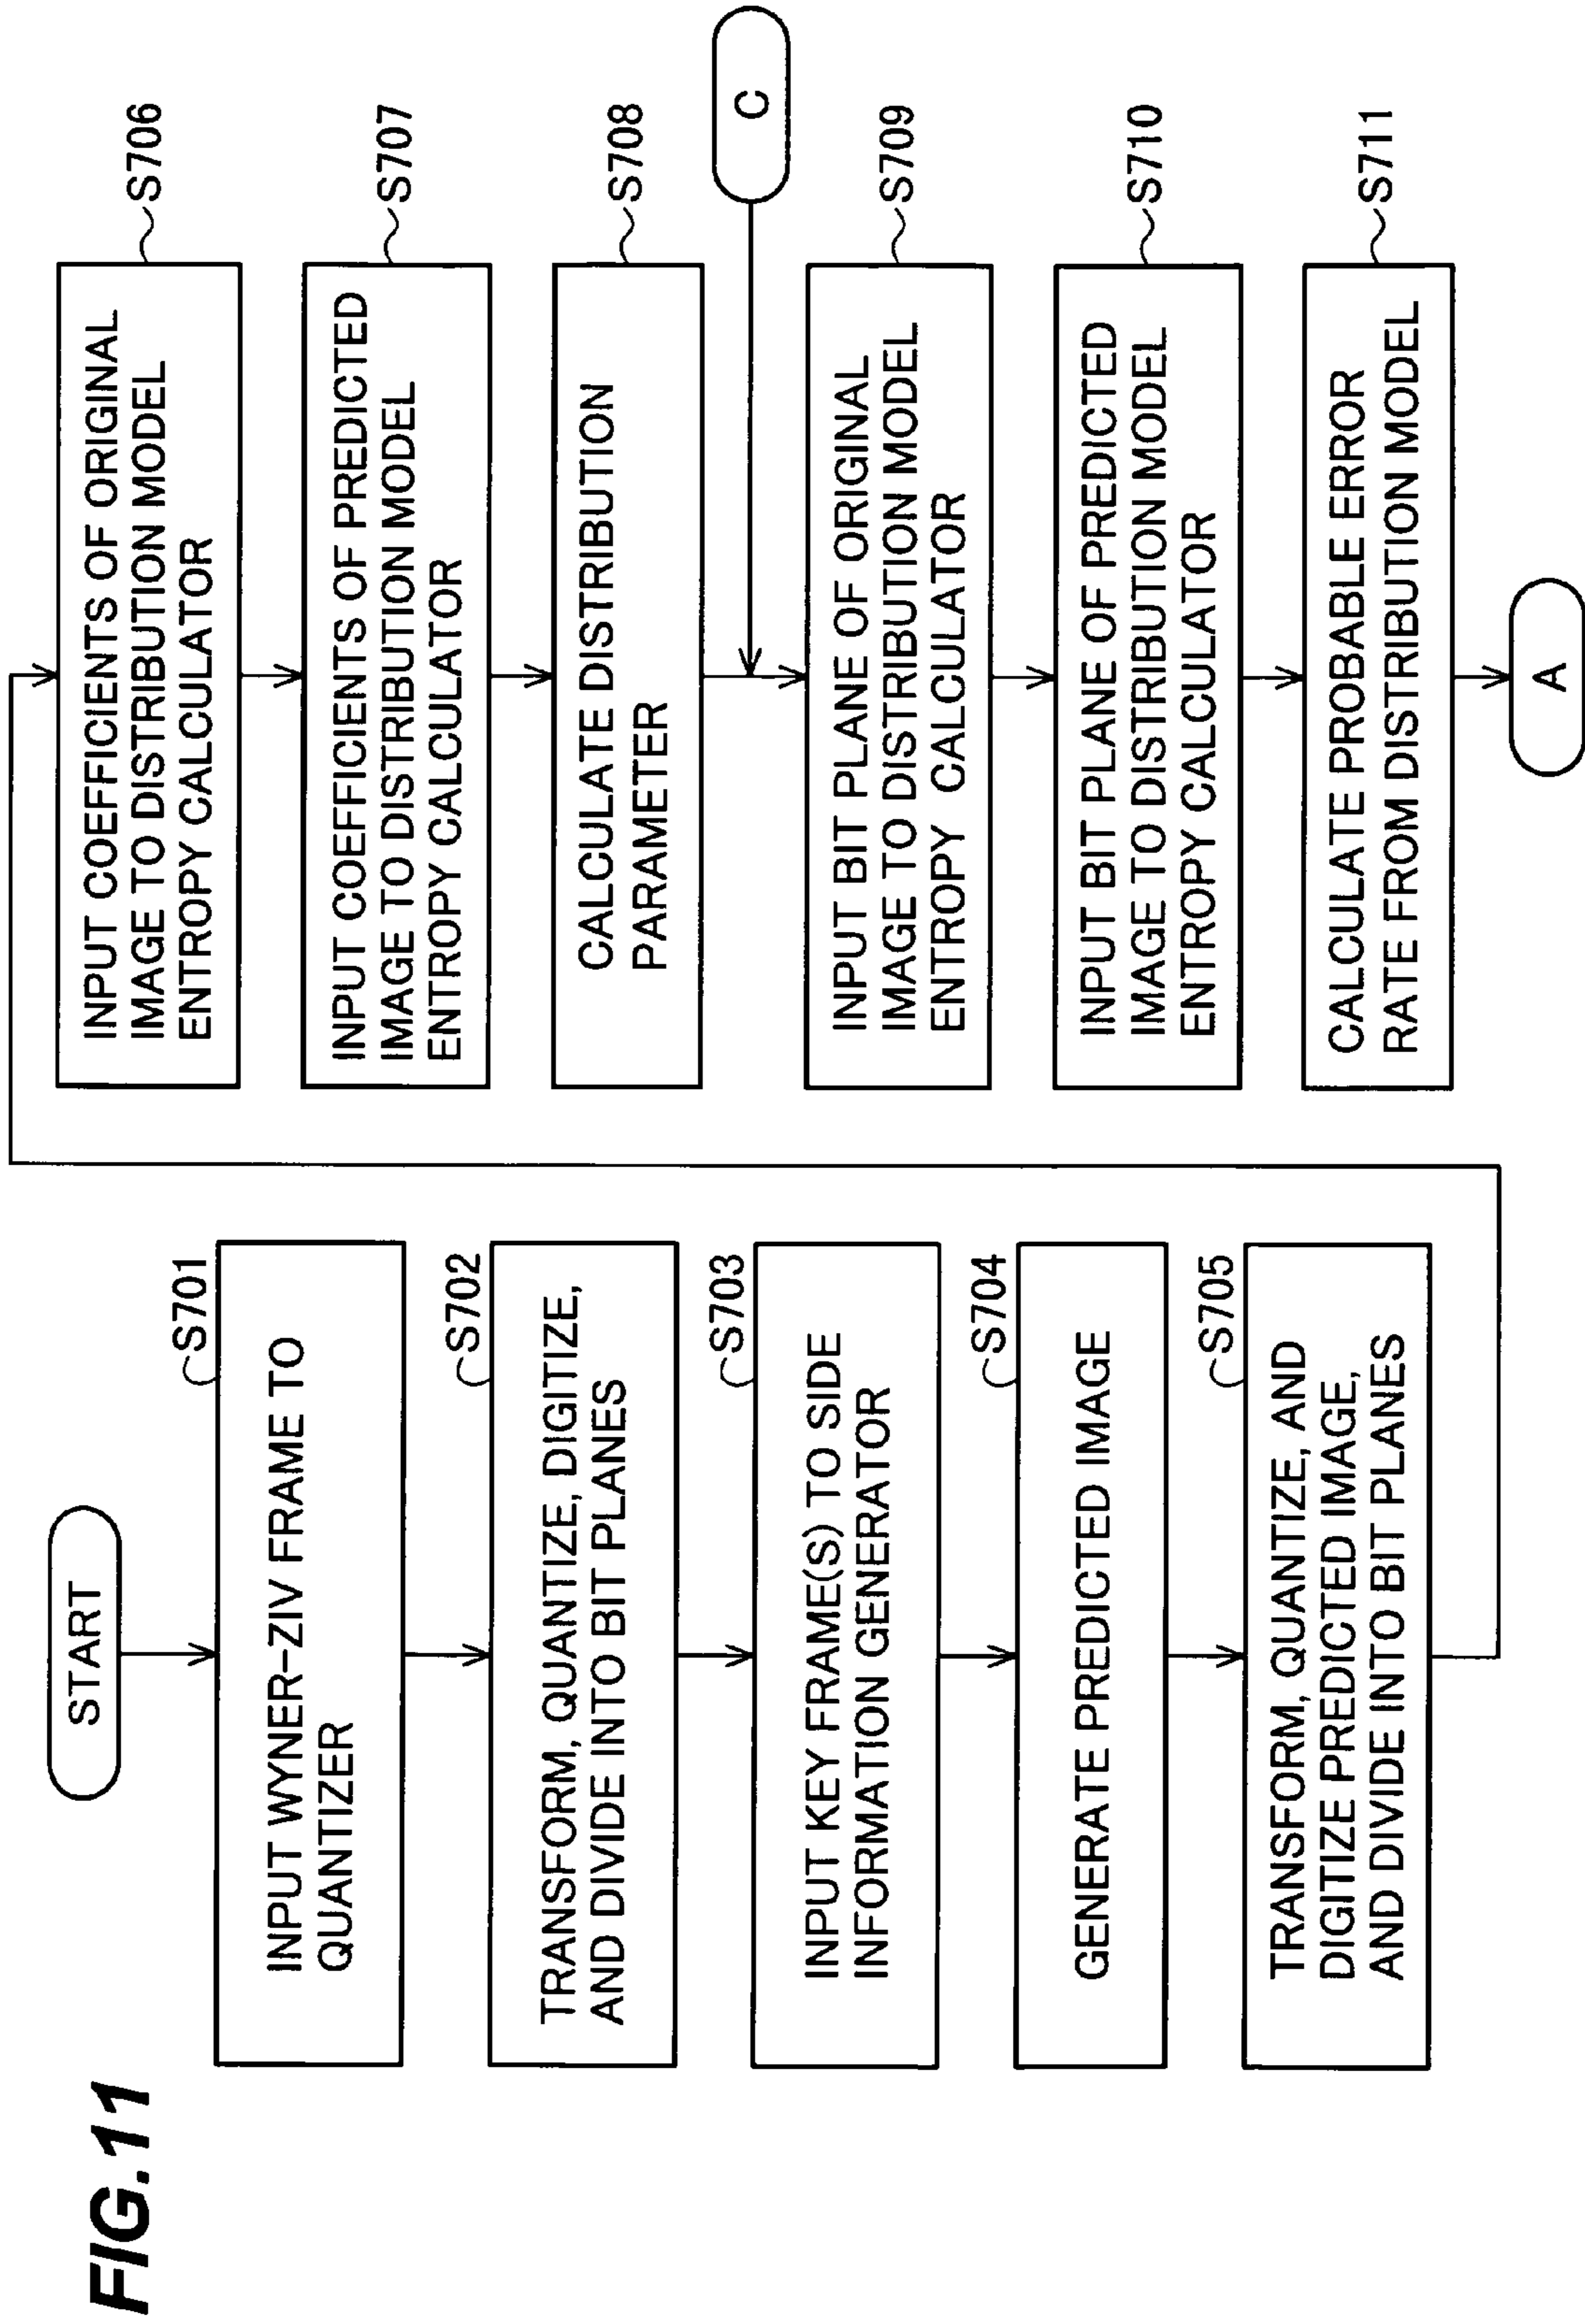 FIG.11
START
S701
INPUT WYNER-ZIV FRAME TO
QUANTIZER
S702
TRANSFORM, QUANTIZE, DIGITIZE,
AND DIVIDE INTO BIT PLANES
S703
INPUT KEY FRAME(S) TO SIDE
INFORMATION GENERATOR
S704
GENERATE PREDICTED IMAGE
S705
TRANSFORM, QUANTIZE, AND
DIGITIZE PREDICTED IMAGE,
AND DIVIDE INTO BIT PLANES
S706
INPUT COEFFICIENTS OF ORIGINAL
IMAGE TO DISTRIBUTION MODEL
ENTROPY CALCULATOR
S707
INPUT COEFFICIENTS OF PREDICTED
IMAGE TO DISTRIBUTION MODEL
ENTROPY CALCULATOR
S708
CALCULATE DISTRIBUTION
PARAMETER
C
S709
INPUT BIT PLANE OF ORIGINAL
IMAGE TO DISTRIBUTION MODEL
ENTROPY CALCULATOR
S710
INPUT BIT PLANE OF PREDICTED
IMAGE TO DISTRIBUTION MODEL
ENTROPY CALCULATOR
S711
CALCULATE PROBABLE ERROR
RATE FROM DISTRIBUTION MODEL
A